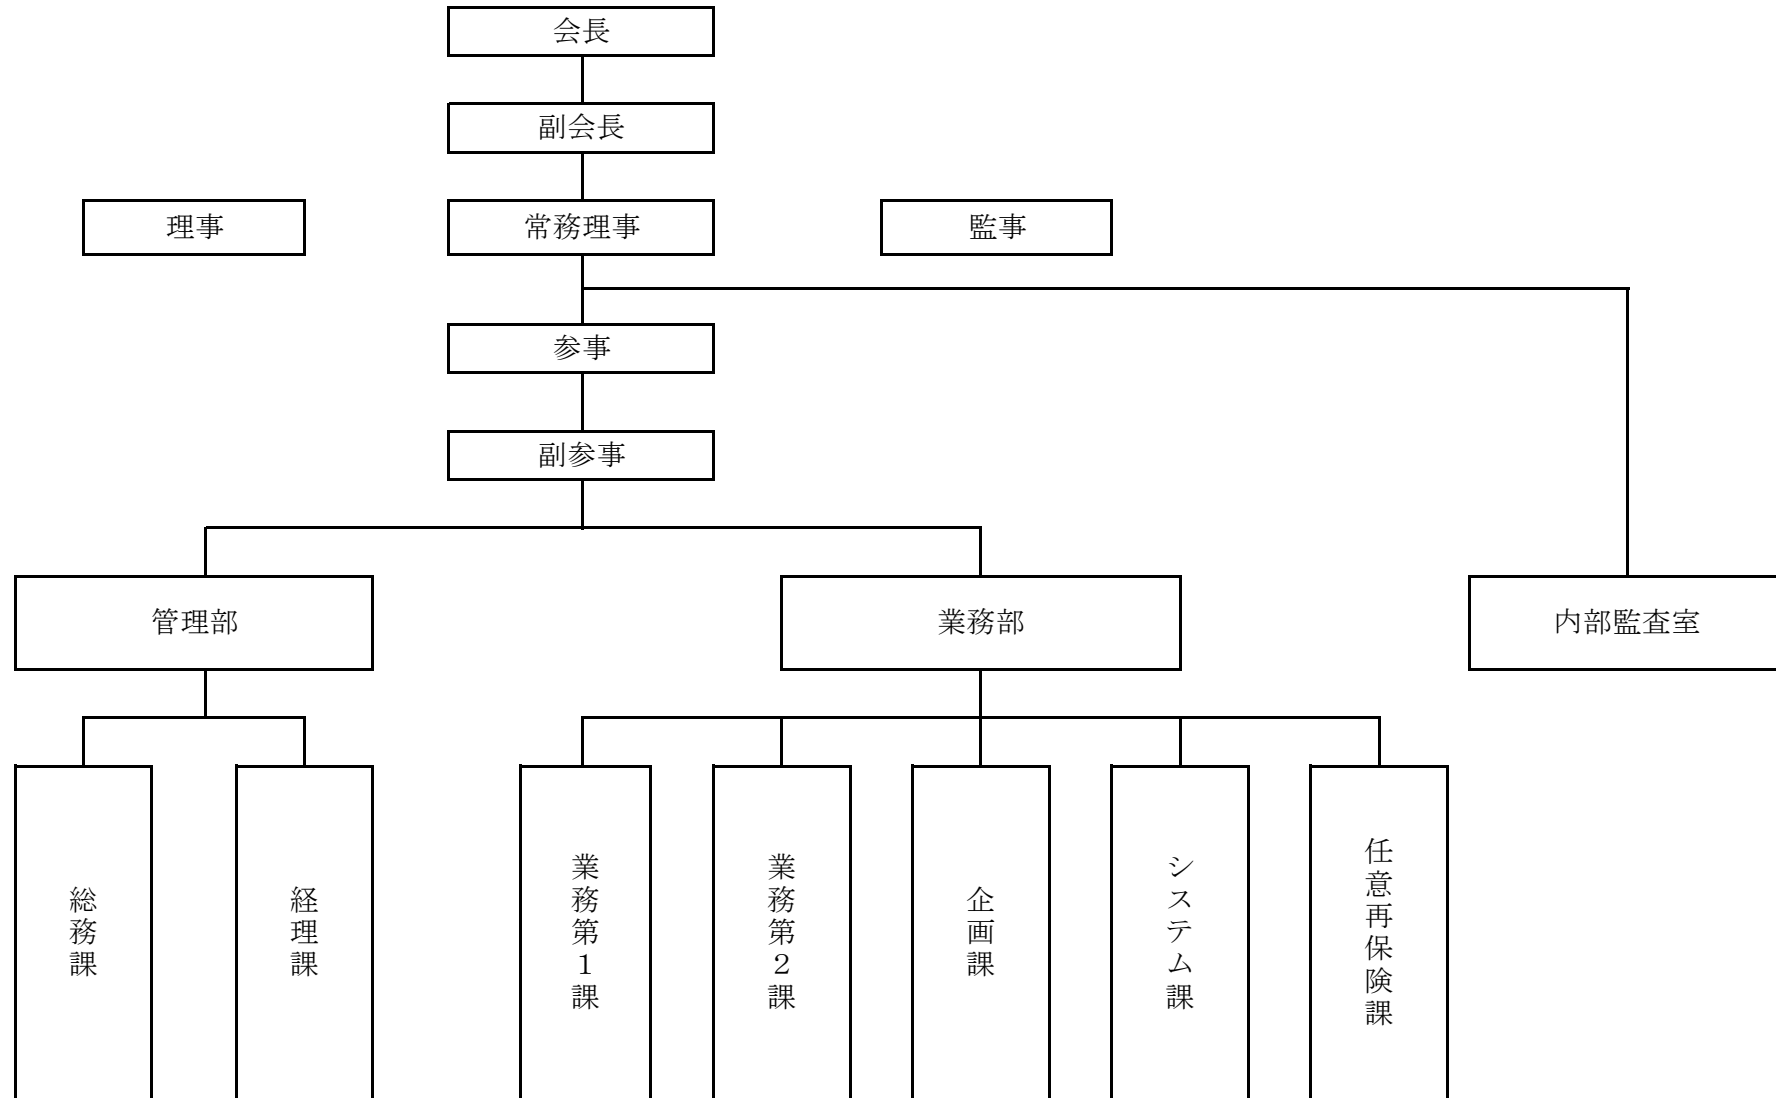 会長
副会長
理事
常務理事
監事
参事
副参事
管理部
業務部
内部監査室
総務課
経理課
業務第１課
業務第２課
企画課
システム課
任意再保険課